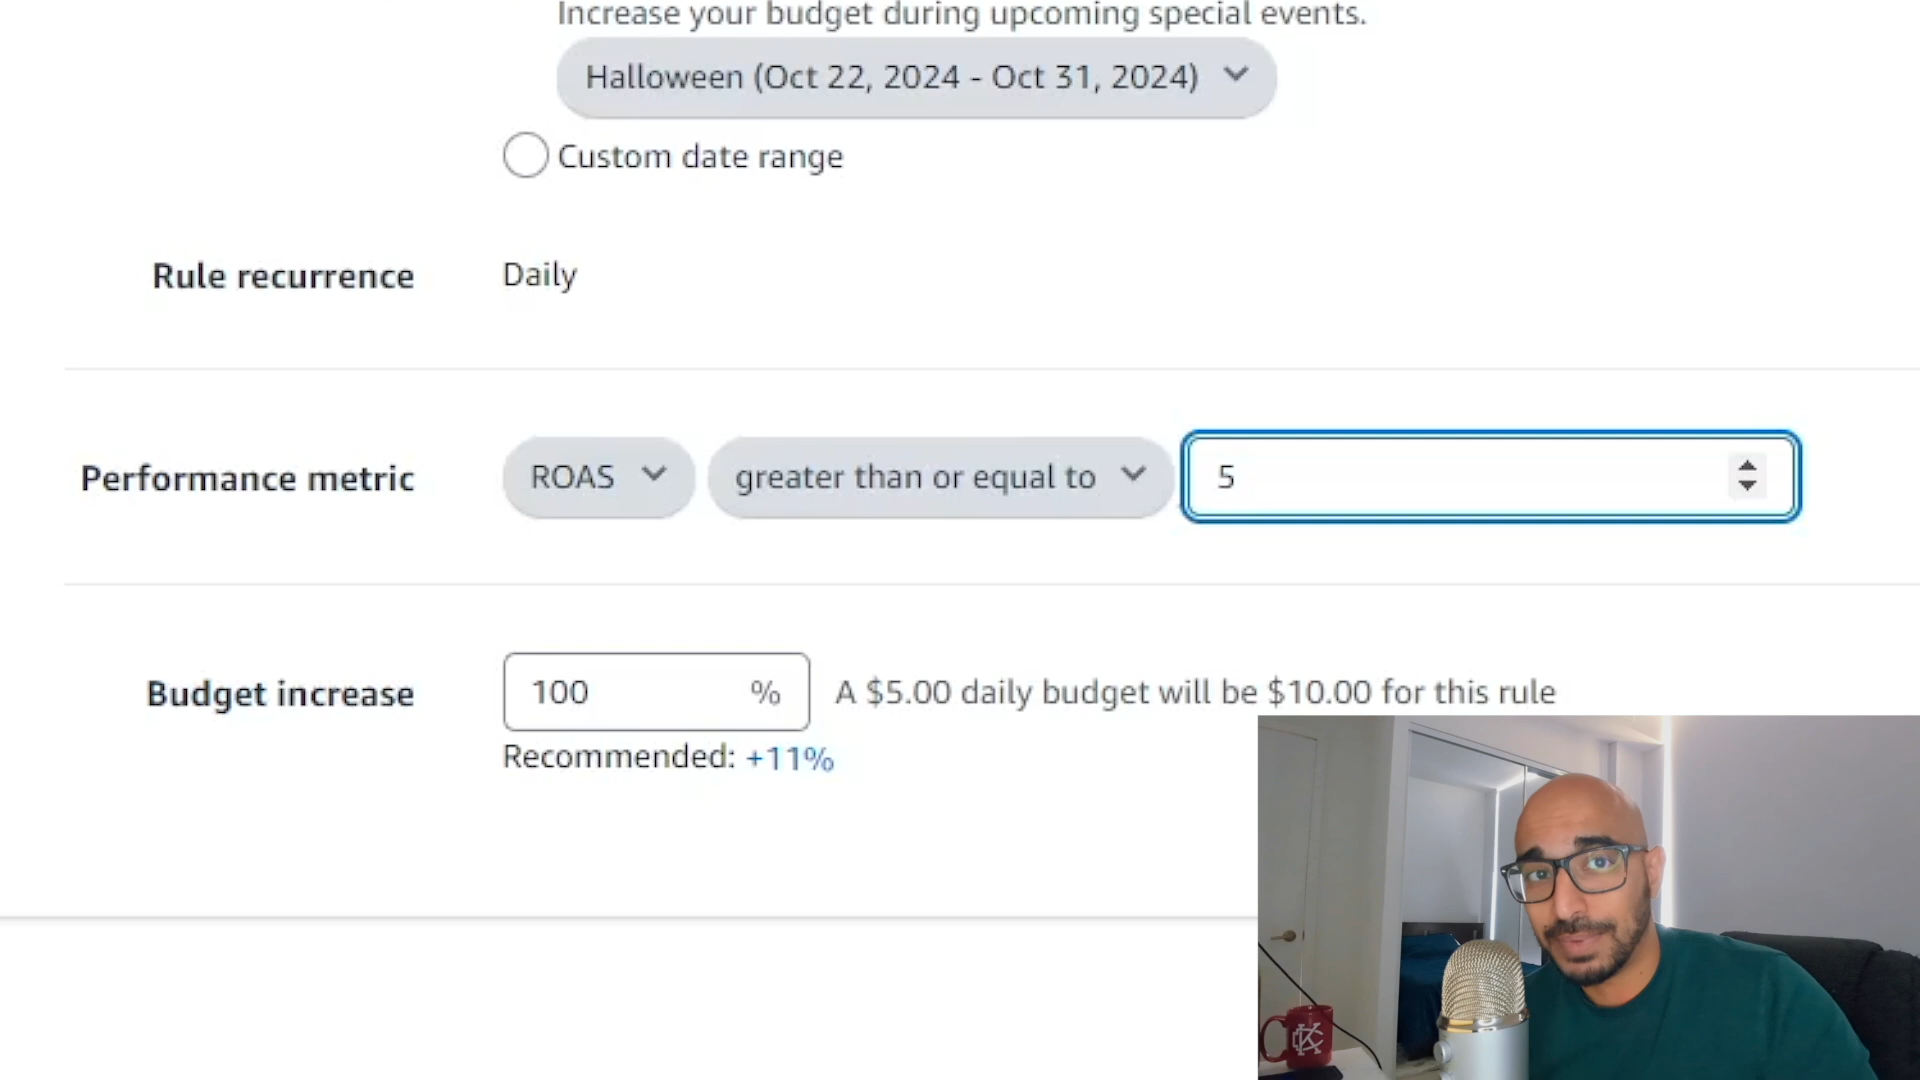 Increase your budget during upcoming special events.
Halloween (Oct 22, 2024 - Oct 31, 2024)
Custom date range
Rule recurrence Daily
Performance metric ROAS greater than or equal to 5
Budget increase 100 % A $5.00 daily budget will be $10.00 for this rule
Recommended: +11%
KC